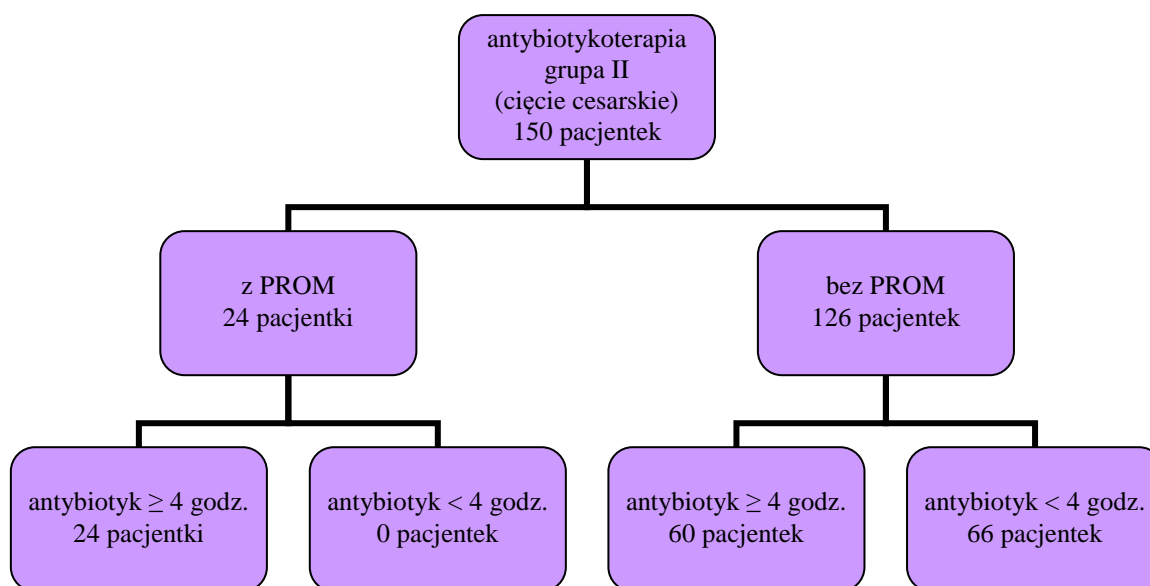 antybiotykoterapia
grupa II
(cięcie cesarskie)
150 pacjentek
z PROM
24 pacjentki
bez PROM
126 pacjentek
antybiotyk ≥ 4 godz.
24 pacjentki
antybiotyk < 4 godz.
0 pacjentek
antybiotyk ≥ 4 godz.
60 pacjentek
antybiotyk < 4 godz.
66 pacjentek